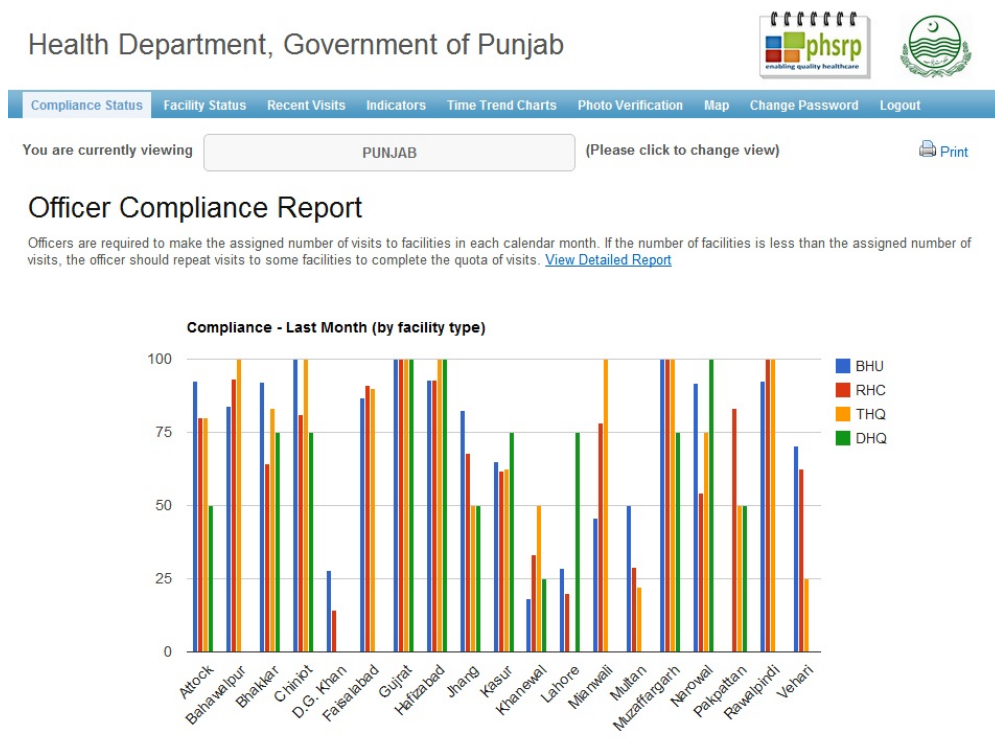 Health Department, Government of Punjab
phsrp
enabling quality healthcare
Compliance Status Facility Status Recent Visits Indicators Time Trend Charts Photo Verification Map Change Password Logout
You are currently viewing PUNJAB (Please click to change view) Print
Officer Compliance Report
Officers are required to make the assigned number of visits to facilities in each calendar month. If the number of facilities is less than the assigned number of
visits, the officer should repeat visits to some facilities to complete the quota of visits. View Detailed Report
Compliance - Last Month (by facility type)
100
75
50
25
0
BHU
RHC
THQ
DHQ
Attock
Bahawalpur
Bhakkar
Chiniot
D.G. Khan
Faisalabad
Gujrat
Hafizabad
Jhang
Kasur
Khanewal
Lahore
Mianwali
Multan
Muzaffargarh
Narowal
Pakpattan
Rawalpindi
Vehari